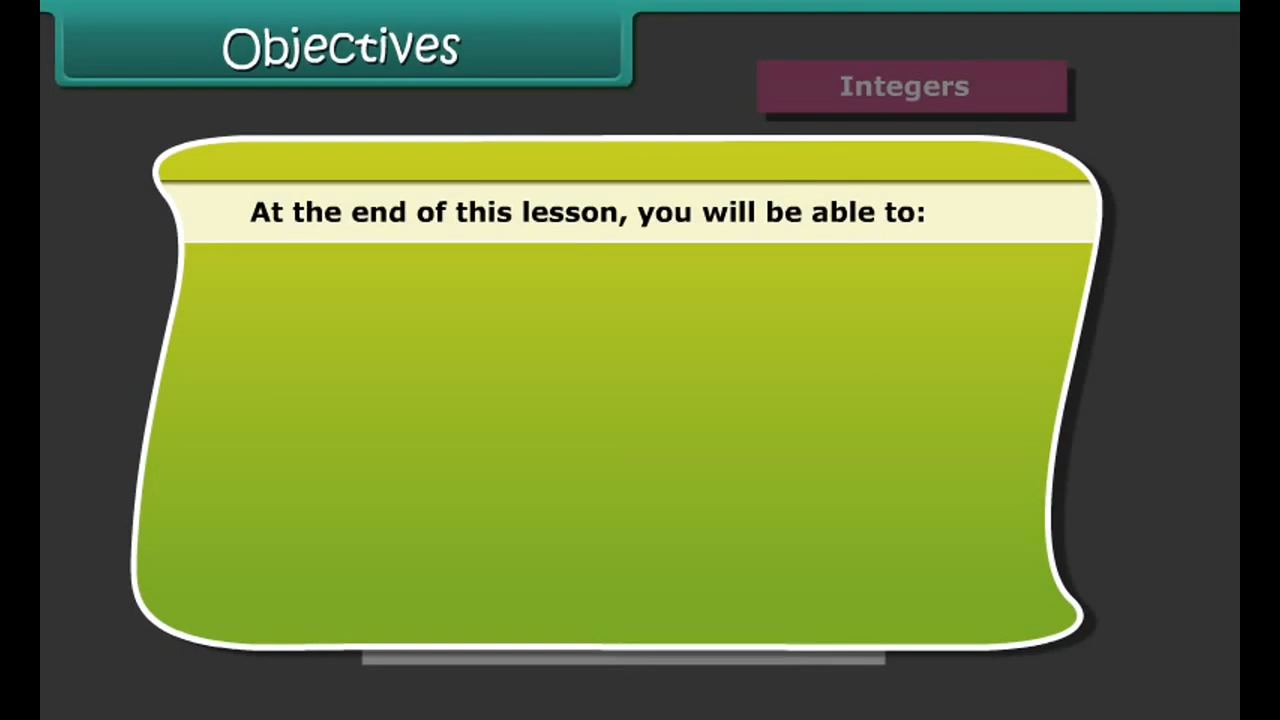 Objectives
Integers
At the end of this lesson, you will be able to: